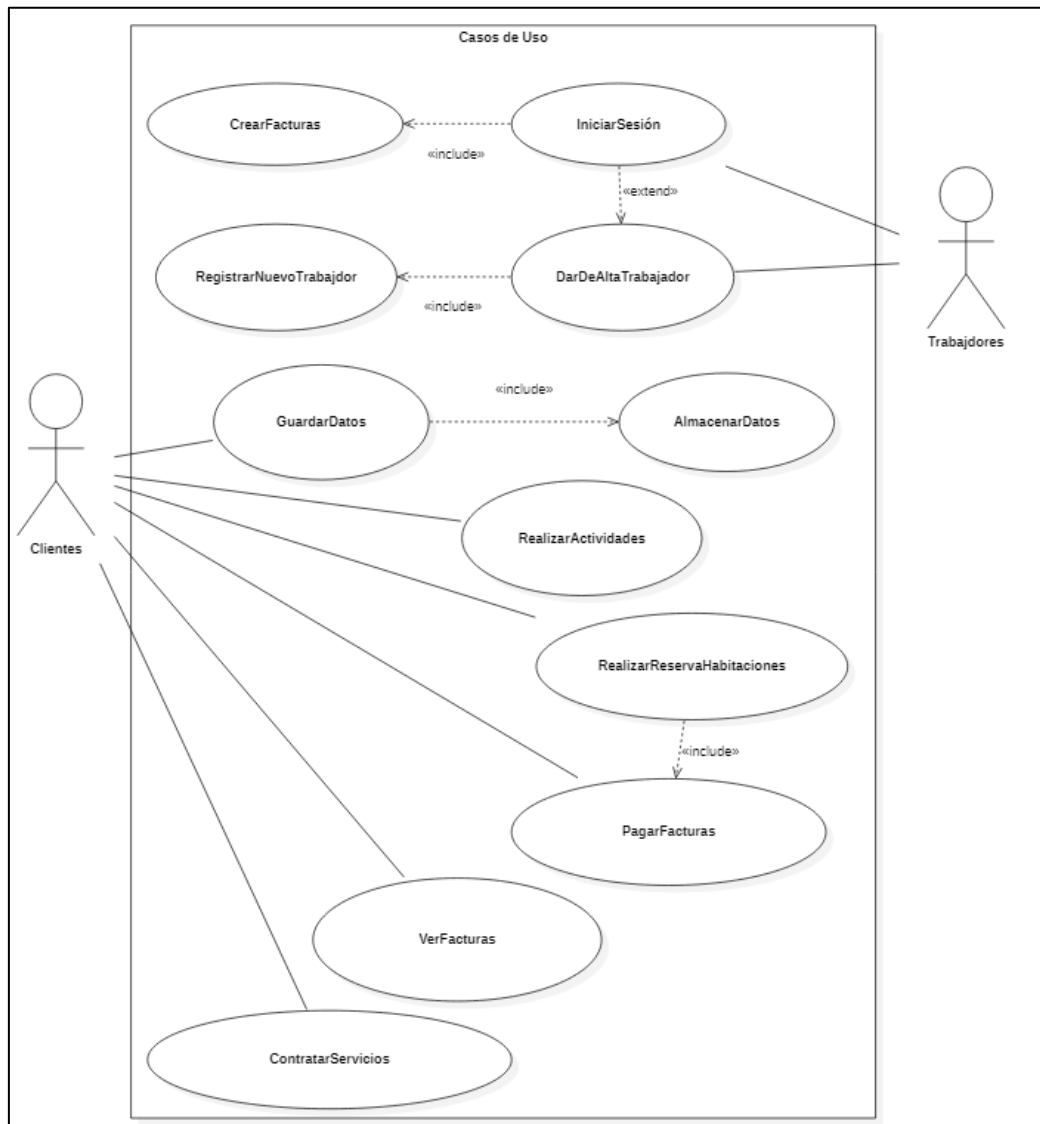 Casos de Uso
CrearFacturas
IniciarSesión
«include»
«extend»
RegistrarNuevoTrabajdor
DarDeAltaTrabajador
«include»
Trabajdores
GuardarDatos
«include»
AlmacenarDatos
Clientes
RealizarActividades
RealizarReservaHabitaciones
«include»
PagarFacturas
VerFacturas
ContratarServicios